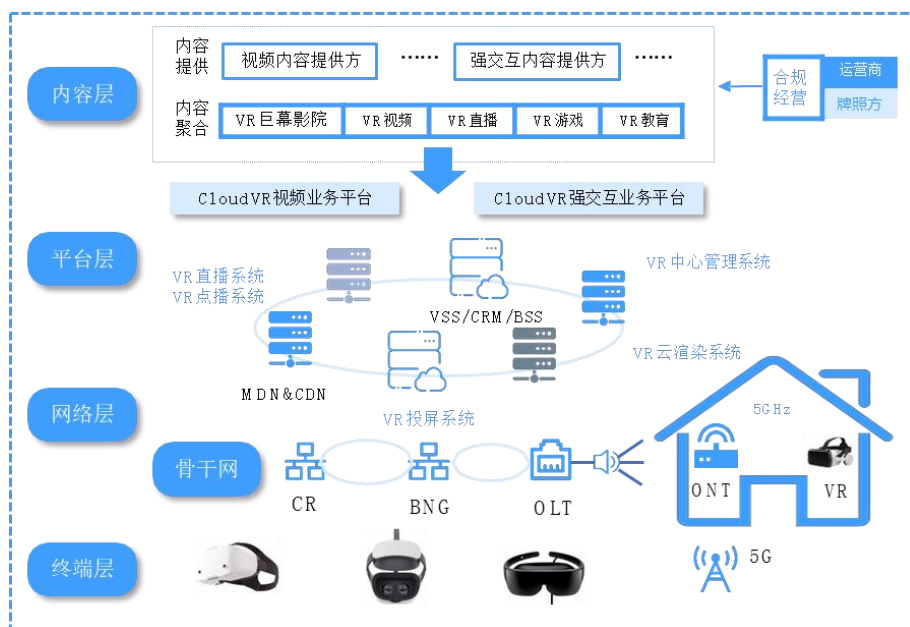 内容层
内容
提供
视频内容提供方
……
强交互内容提供方
……
内容
聚合
VR巨幕影院
VR视频
VR直播
VR游戏
VR教育
合规
经营
运营商
牌照方
CloudVR视频业务平台
CloudVR强交互业务平台
平台层
VR直播系统
VR点播系统
VSS/CRM/BSS
VR中心管理系统
MDN&CDN
VR云渲染系统
VR投屏系统
网络层
骨干网
CR
BNG
OLT
5GHz
ONT
VR
5G
终端层